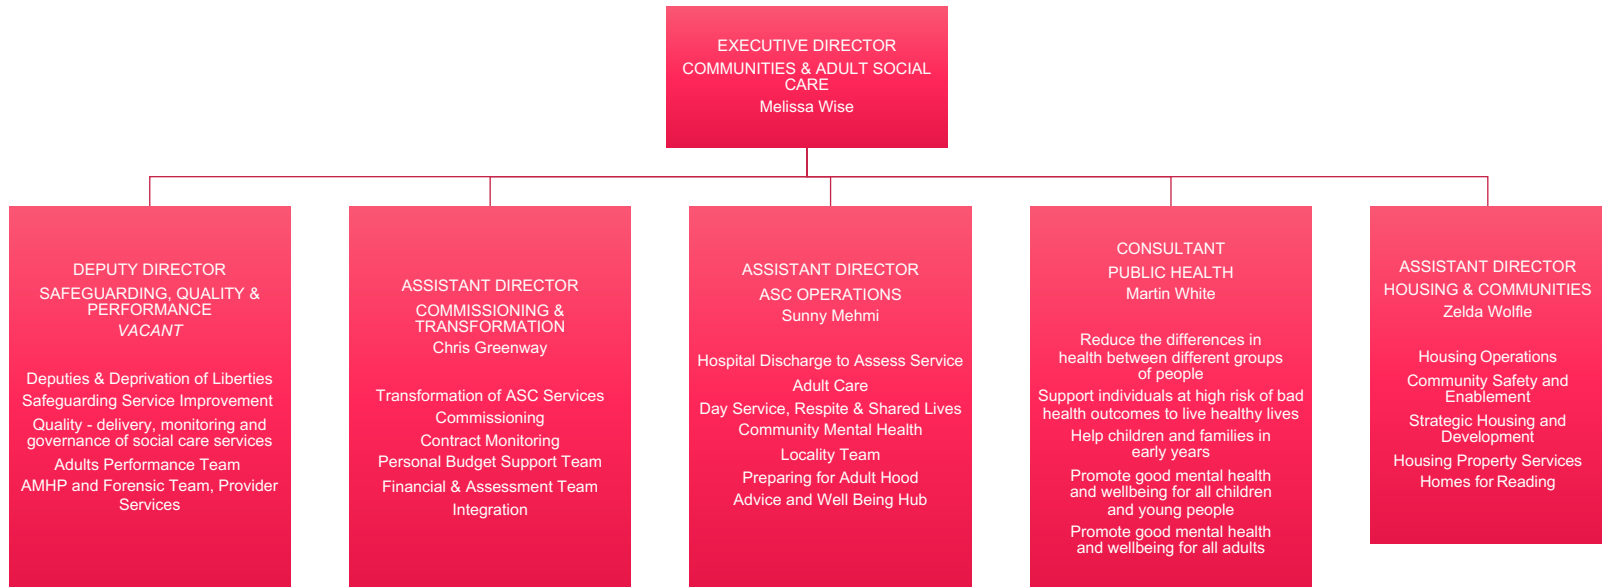 EXECUTIVE DIRECTOR
COMMUNITIES & ADULT SOCIAL
CARE
Melissa Wise
DEPUTY DIRECTOR
SAFEGUARDING, QUALITY &
PERFORMANCE
VACANT
Deputies & Deprivation of Liberties
Safeguarding Service Improvement
Quality - delivery, monitoring and
governance of social care services
Adults Performance Team
AMHP and Forensic Team, Provider
Services
ASSISTANT DIRECTOR
COMMISSIONING &
TRANSFORMATION
Chris Greenway
Transformation of ASC Services
Commissioning
Contract Monitoring
Personal Budget Support Team
Financial & Assessment Team
Integration
ASSISTANT DIRECTOR
ASC OPERATIONS
Sunny Mehmi
Hospital Discharge to Assess Service
Adult Care
Day Service, Respite & Shared Lives
Community Mental Health
Locality Team
Preparing for Adult Hood
Advice and Well Being Hub
CONSULTANT
PUBLIC HEALTH
Martin White
Reduce the differences in
health between different groups
of people
Support individuals at high risk of bad
health outcomes to live healthy lives
Help children and families in
early years
Promote good mental health
and wellbeing for all children
and young people
Promote good mental health
and wellbeing for all adults
ASSISTANT DIRECTOR
HOUSING & COMMUNITIES
Zelda Wolfle
Housing Operations
Community Safety and
Enablement
Strategic Housing and
Development
Housing Property Services
Homes for Reading